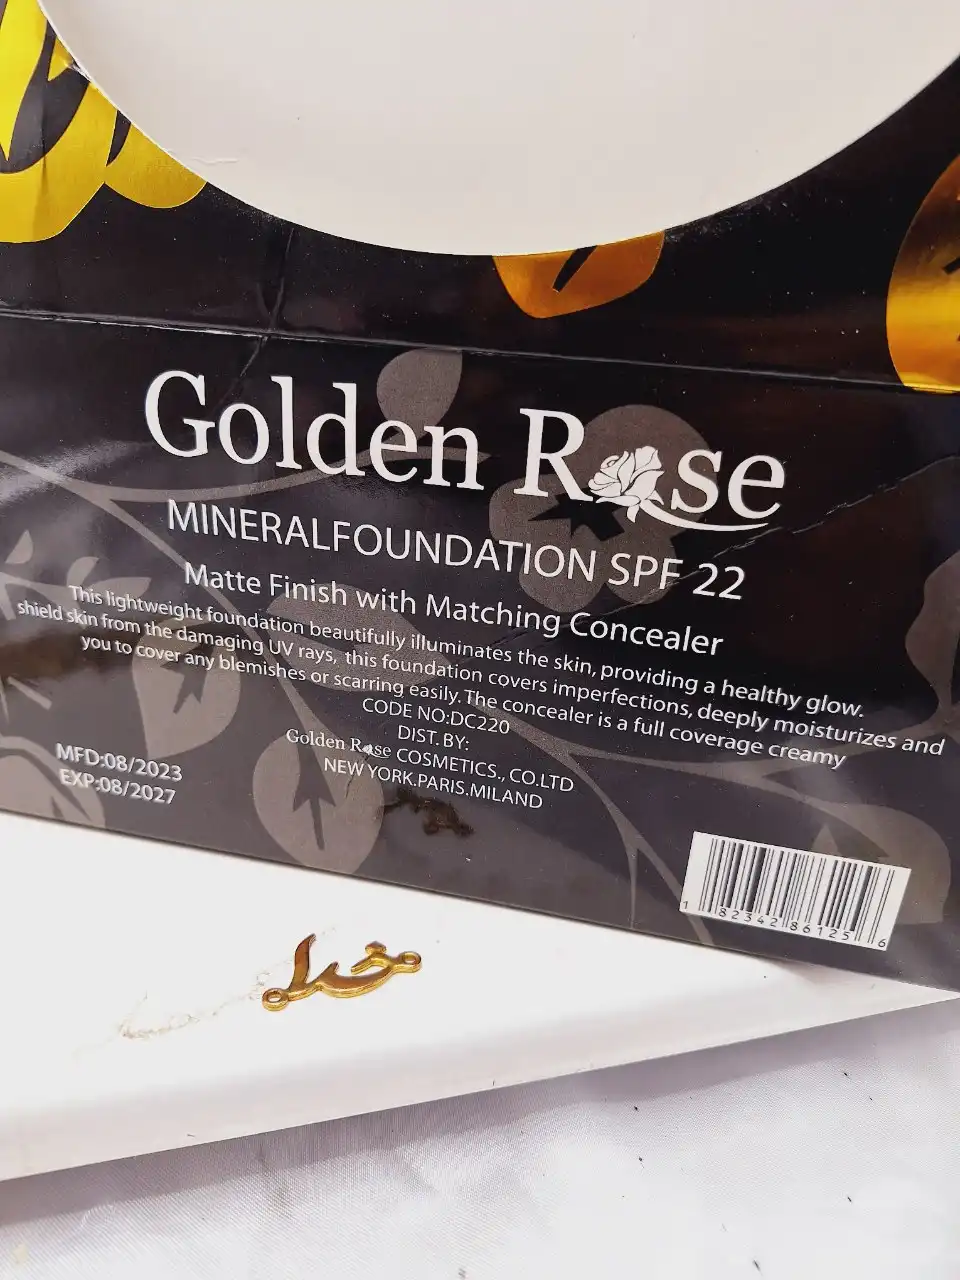 Golden Rose
MINERALFOUNDATION SPF 22
Matte Finish with Matching Concealer
This lightweight foundation beautifully illuminates the skin, providing a healthy glow.
shield skin from the damaging UV rays, this foundation covers imperfections, deeply moisturizes and
you to cover any blemishes or scarring easily. The concealer is a full coverage creamy
CODE NO:DC220
DIST. BY:
Golden Rose COSMETICS., CO.LTD
NEW YORK.PARIS.MILAND
MFD:08/2023
EXP:08/2027
1 82342 86125 6
خدا